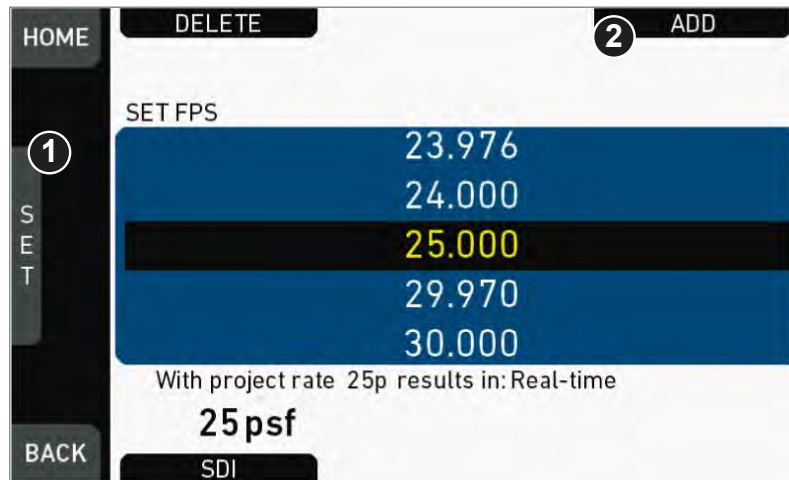 HOME
DELETE
2
ADD
SET FPS
1
23.976
24.000
SET
25.000
29.970
30.000
With project rate 25p results in: Real-time
25psf
BACK
SDI